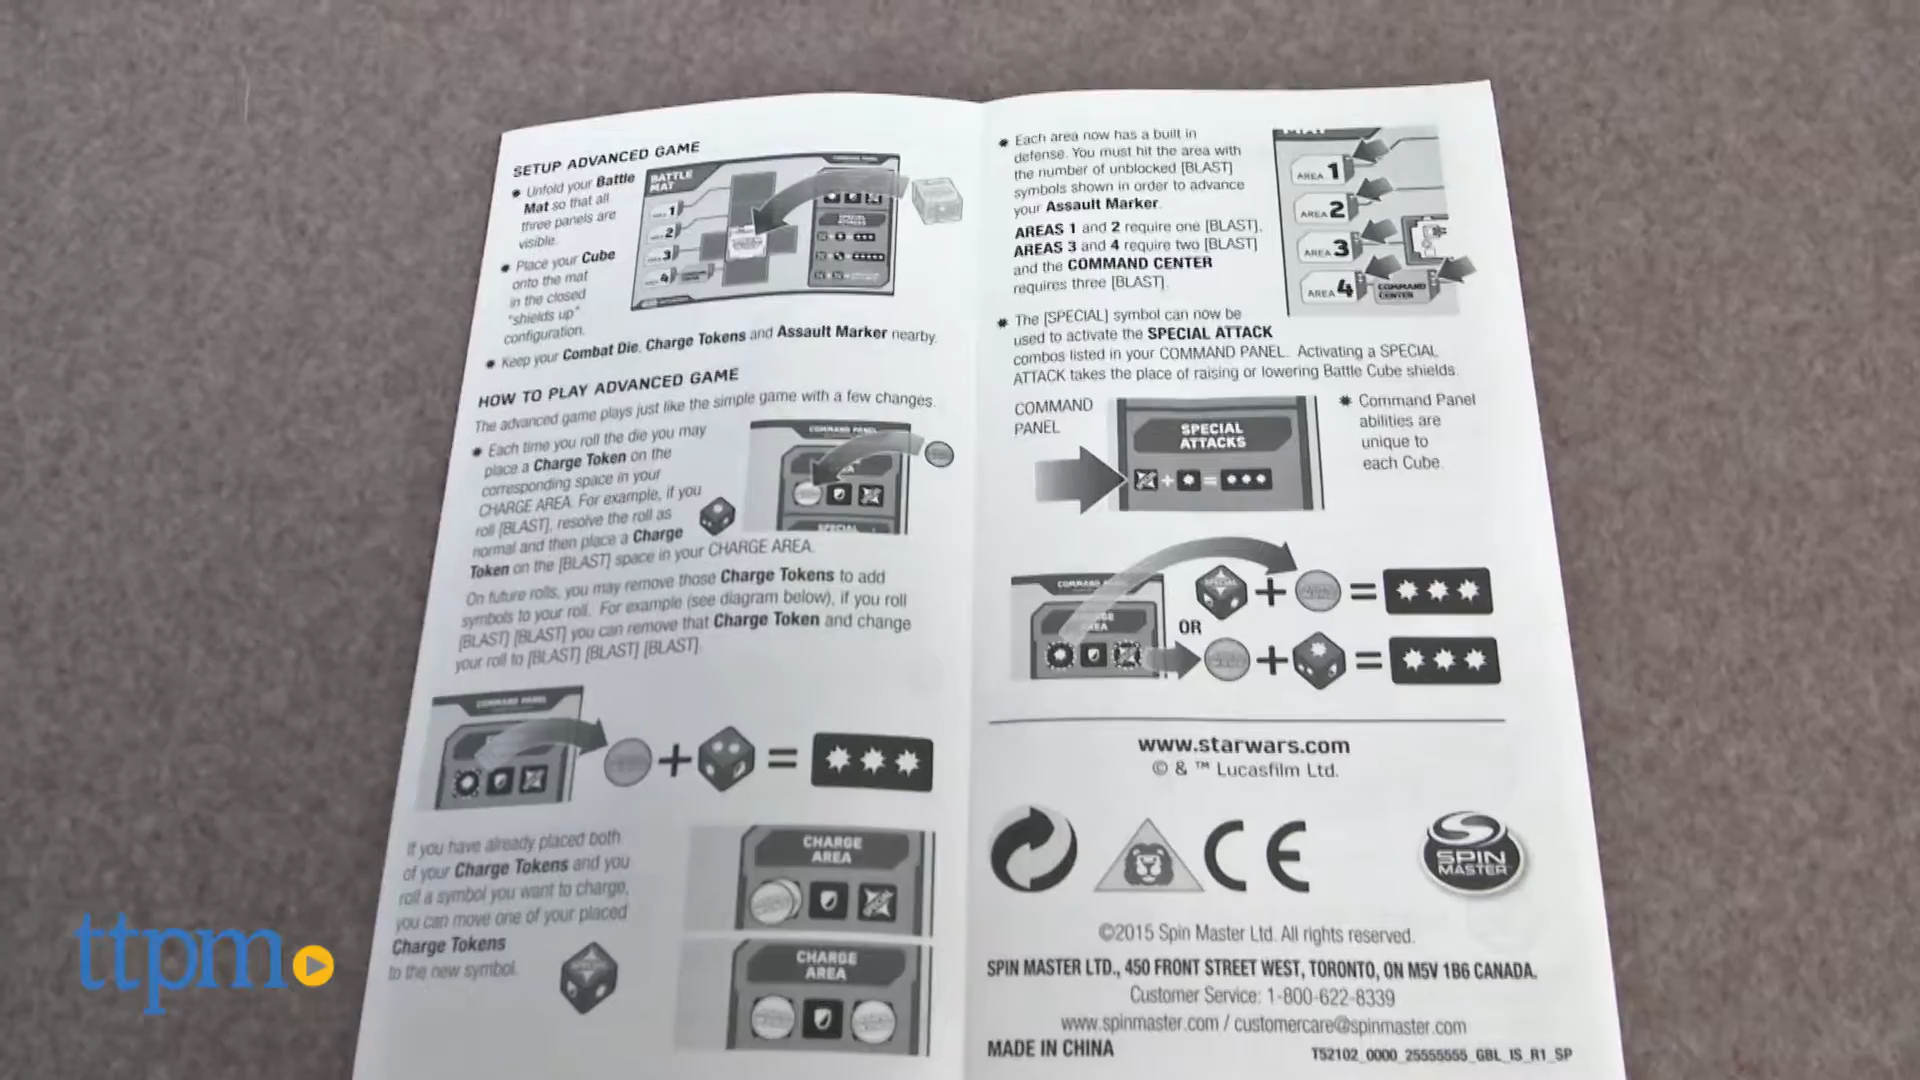 SETUP ADVANCED GAME
✷ Unfold your Battle
Mat so that all
three panels are
visible.
✷ Place your Cube
onto the mat
in the closed
"shields up"
configuration.
✷ Keep your Combat Die, Charge Tokens and Assault Marker nearby.
BATTLE
MAT
1
2
3
4
SPECIAL
ATTACKS
HOW TO PLAY ADVANCED GAME
The advanced game plays just like the simple game with a few changes.
✷ Each time you roll the die you may
place a Charge Token on the
corresponding space in your
CHARGE AREA. For example, if you
roll [BLAST], resolve the roll as
normal and then place a Charge
Token on the [BLAST] space in your CHARGE AREA.
COMMAND PANEL
SPECIAL
On future rolls, you may remove those Charge Tokens to add
symbols to your roll. For example (see diagram below), if you roll
[BLAST] [BLAST] you can remove that Charge Token and change
your roll to [BLAST] [BLAST] [BLAST].
COMMAND PANEL
+ =
If you have already placed both
of your Charge Tokens and you
roll a symbol you want to charge,
you can move one of your placed
Charge Tokens
to the new symbol.
CHARGE
AREA
CHARGE
AREA
✷ Each area now has a built in
defense. You must hit the area with
the number of unblocked [BLAST]
symbols shown in order to advance
your Assault Marker.
AREAS 1 and 2 require one [BLAST],
AREAS 3 and 4 require two [BLAST]
and the COMMAND CENTER
requires three [BLAST].
AREA 1
AREA 2
AREA 3
AREA 4
COMMAND
CENTER
✷ The [SPECIAL] symbol can now be
used to activate the SPECIAL ATTACK
combos listed in your COMMAND PANEL. Activating a SPECIAL
ATTACK takes the place of raising or lowering Battle Cube shields.
COMMAND
PANEL
SPECIAL
ATTACKS
+ =
✷ Command Panel
abilities are
unique to
each Cube.
COMMAND PANEL
AREA
SPECIAL
+ =
OR
+ =
www.starwars.com
© & ™ Lucasfilm Ltd.
CE
SPIN
MASTER
©2015 Spin Master Ltd. All rights reserved.
SPIN MASTER LTD., 450 FRONT STREET WEST, TORONTO, ON M5V 1B6 CANADA.
Customer Service: 1-800-622-8339
www.spinmaster.com / customercare@spinmaster.com
MADE IN CHINA
T52102_0000_25555555_GBL_IS_R1_SP
ttpm